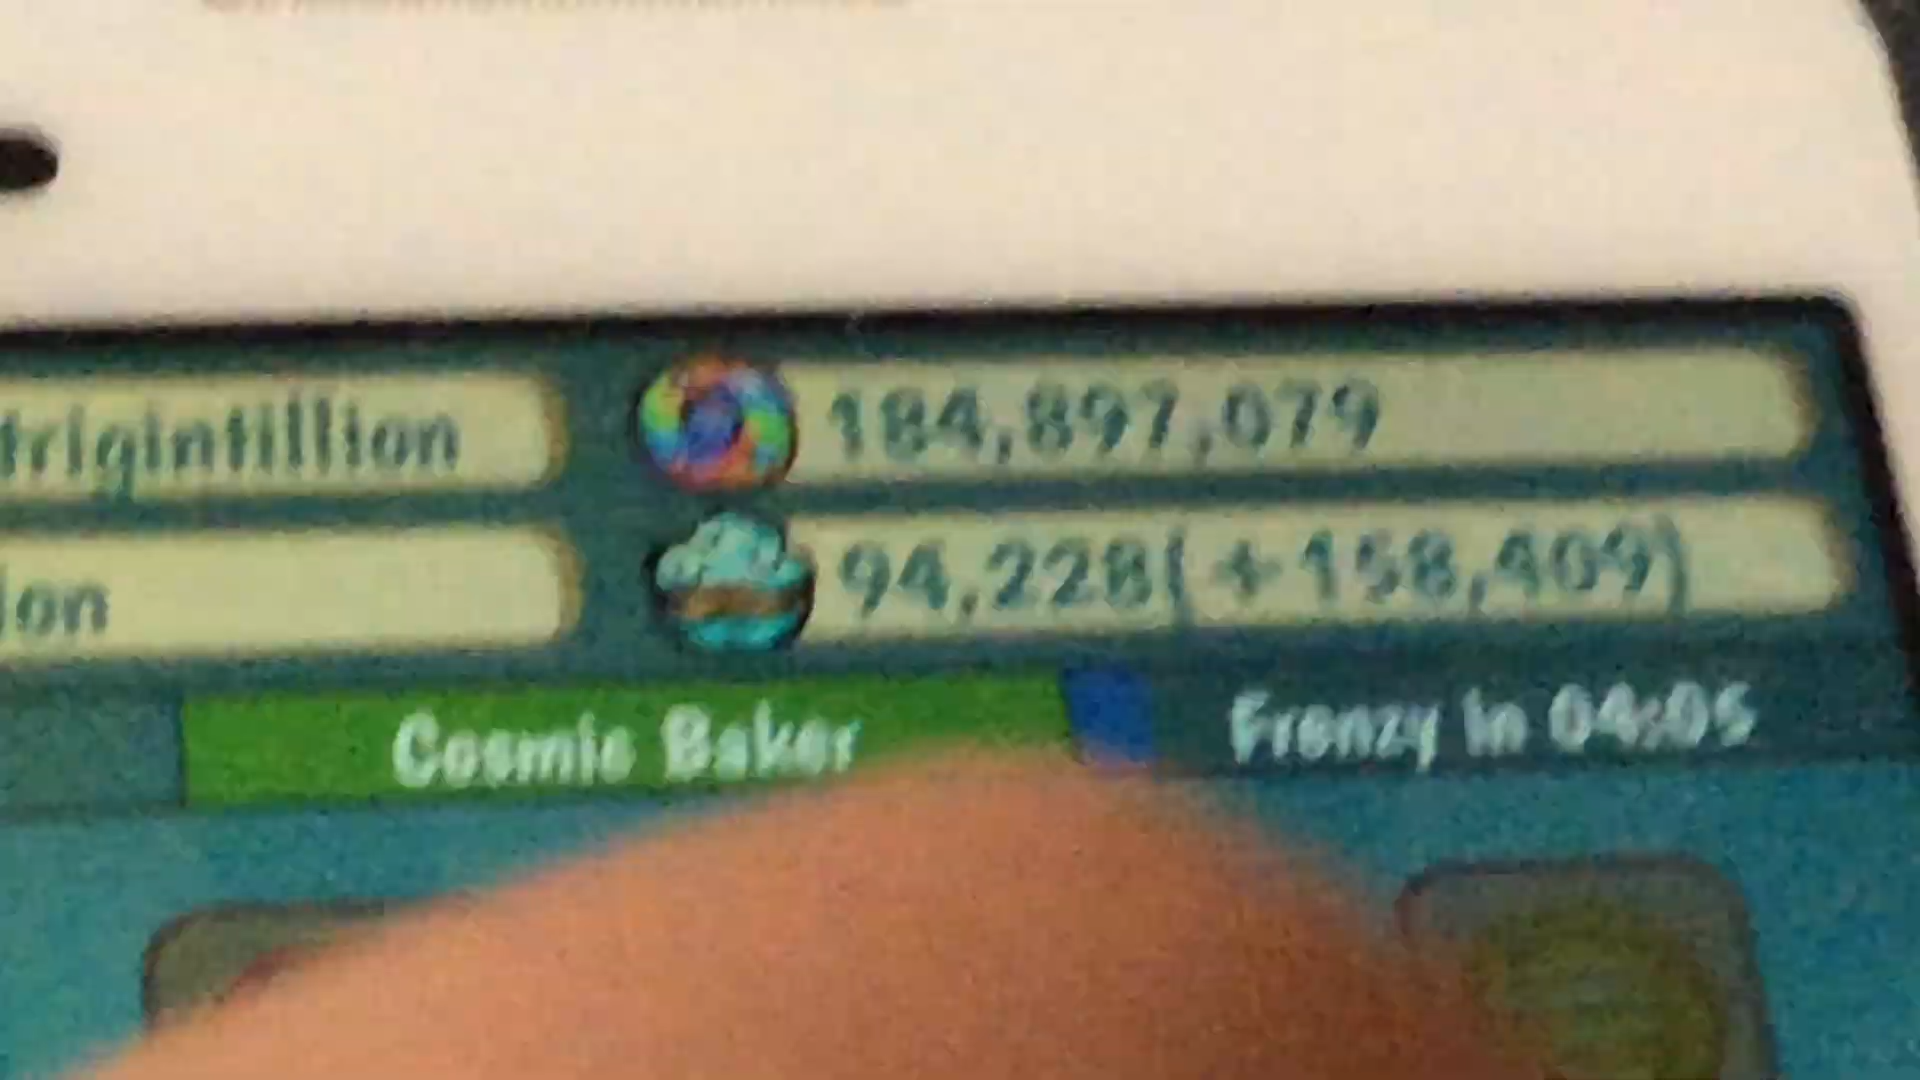 trigintillion 184,897,079
ion 94,228(+158,409)
Cosmic Baker Frenzy in 04:05